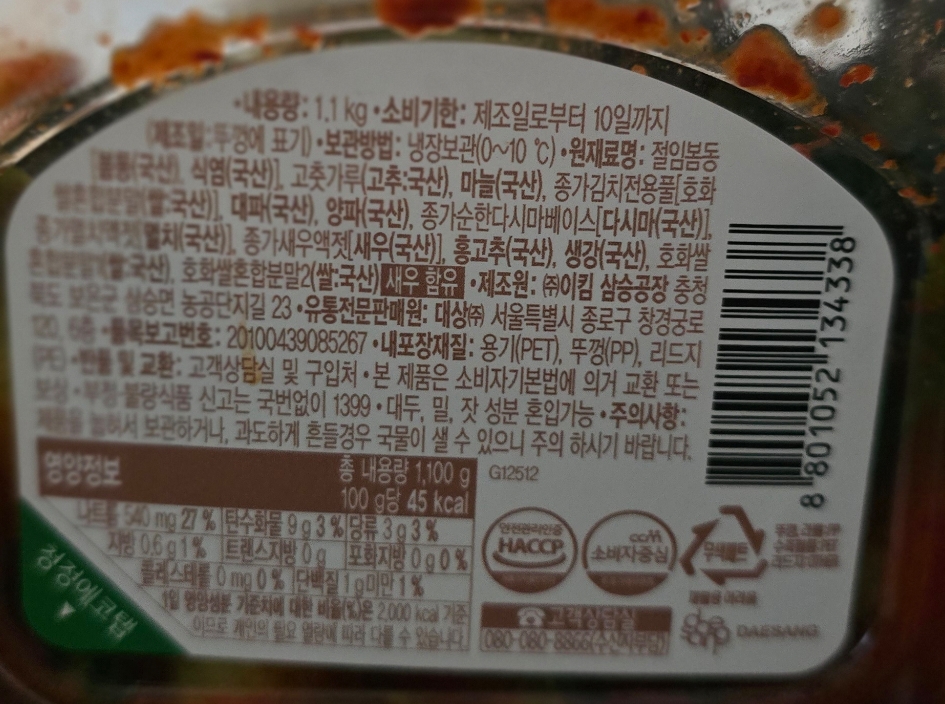 •내용량: 1.1 kg •소비기한: 제조일로부터 10일까지
(제조일:뚜껑에 표기) •보관방법: 냉장보관(0~10 ℃) •원재료명: 절임봄동
[봄동(국산), 식염(국산)], 고춧가루(고추:국산), 마늘(국산), 종가김치전용풀[호화
쌀혼합분말(쌀:국산)], 대파(국산), 양파(국산), 종가순한다시마베이스[다시마(국산)],
종가멸치액젓[멸치(국산)], 종가새우액젓[새우(국산)], 홍고추(국산), 생강(국산), 호화쌀
혼합분말(쌀:국산), 호화쌀혼합분말2(쌀:국산) 새우 함유 •제조원: ㈜이킴 삼승공장 충청
북도 보은군 삼승면 농공단지길 23 •유통전문판매원: 대상㈜ 서울특별시 종로구 창경궁로
120, 6층 •품목보고번호: 20100439085267 •내포장재질: 용기(PET), 뚜껑(PP), 리드지
(PE) •반품 및 교환: 고객상담실 및 구입처 •본 제품은 소비자기본법에 의거 교환 또는
보상 •부정·불량식품 신고는 국번없이 1399 •대두, 밀, 잣 성분 혼입가능 •주의사항:
제품을 눕혀서 보관하거나, 과도하게 흔들경우 국물이 샐 수 있으니 주의 하시기 바랍니다.
영양정보 총 내용량 1,100 g
100 g당 45 kcal
G12512
나트륨 540 mg 27 % 탄수화물 9 g 3 % 당류 3 g 3 %
지방 0.6 g 1 % 트랜스지방 0 g 포화지방 0 g 0 %
콜레스테롤 0 mg 0 % 단백질 1 g미만 1 %
1일 영양성분 기준치에 대한 비율(%)은 2,000 kcal 기준
이므로 개인의 필요 열량에 따라 다를 수 있습니다.
청정에코탭
안전관리인증
HACCP
ccm
소비자중심
무색페트
고객상담실
080-080-8866(수신자부담)
DAESANG
8 801052 134338